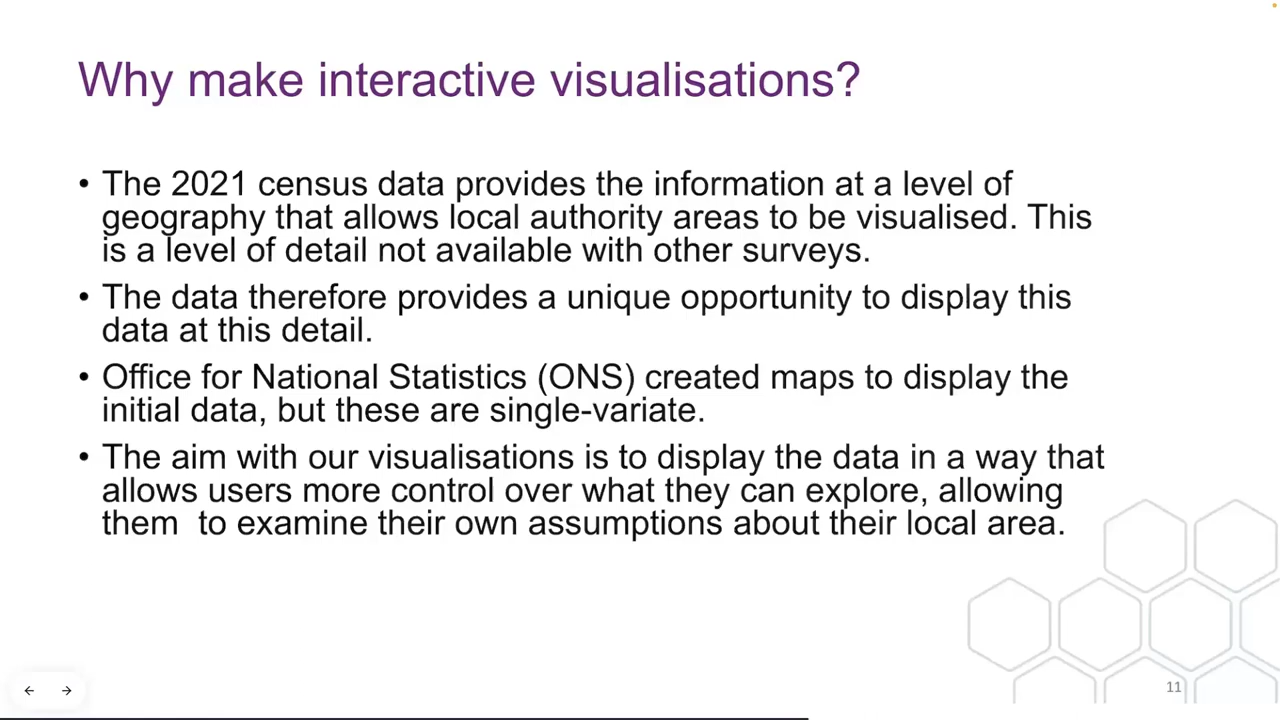 Why make interactive visualisations?
• The 2021 census data provides the information at a level of
geography that allows local authority areas to be visualised. This
is a level of detail not available with other surveys.
• The data therefore provides a unique opportunity to display this
data at this detail.
• Office for National Statistics (ONS) created maps to display the
initial data, but these are single-variate.
• The aim with our visualisations is to display the data in a way that
allows users more control over what they can explore, allowing
them  to examine their own assumptions about their local area.
11